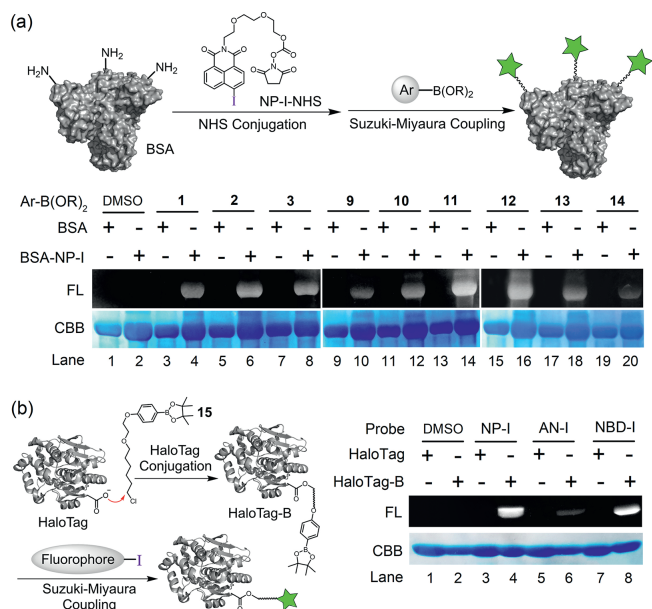 (a)
NH₂
H₂N
NH₂
BSA
O
O
O
O
N
O
O
O
O
N
O
O
I
NP-I-NHS
NHS Conjugation
Ar
B(OR)₂
Suzuki-Miyaura Coupling
Ar-B(OR)₂ DMSO 1 2 3 9 10 11 12 13 14
BSA + - + - + - + - + - + - + - + - + - + -
BSA-NP-I - + - + - + - + - + - + - + - + - + - +
FL
CBB
Lane 1 2 3 4 5 6 7 8 9 10 11 12 13 14 15 16 17 18 19 20
(b)
O
B
O
15
O
O
Cl
O
O⁻
HaloTag
HaloTag
Conjugation
O
O
O
HaloTag-B
O
B
O
Fluorophore
I
Suzuki-Miyaura
Coupling
O
O
Probe DMSO NP-I AN-I NBD-I
HaloTag + - + - + - + -
HaloTag-B - + - + - + - +
FL
CBB
Lane 1 2 3 4 5 6 7 8